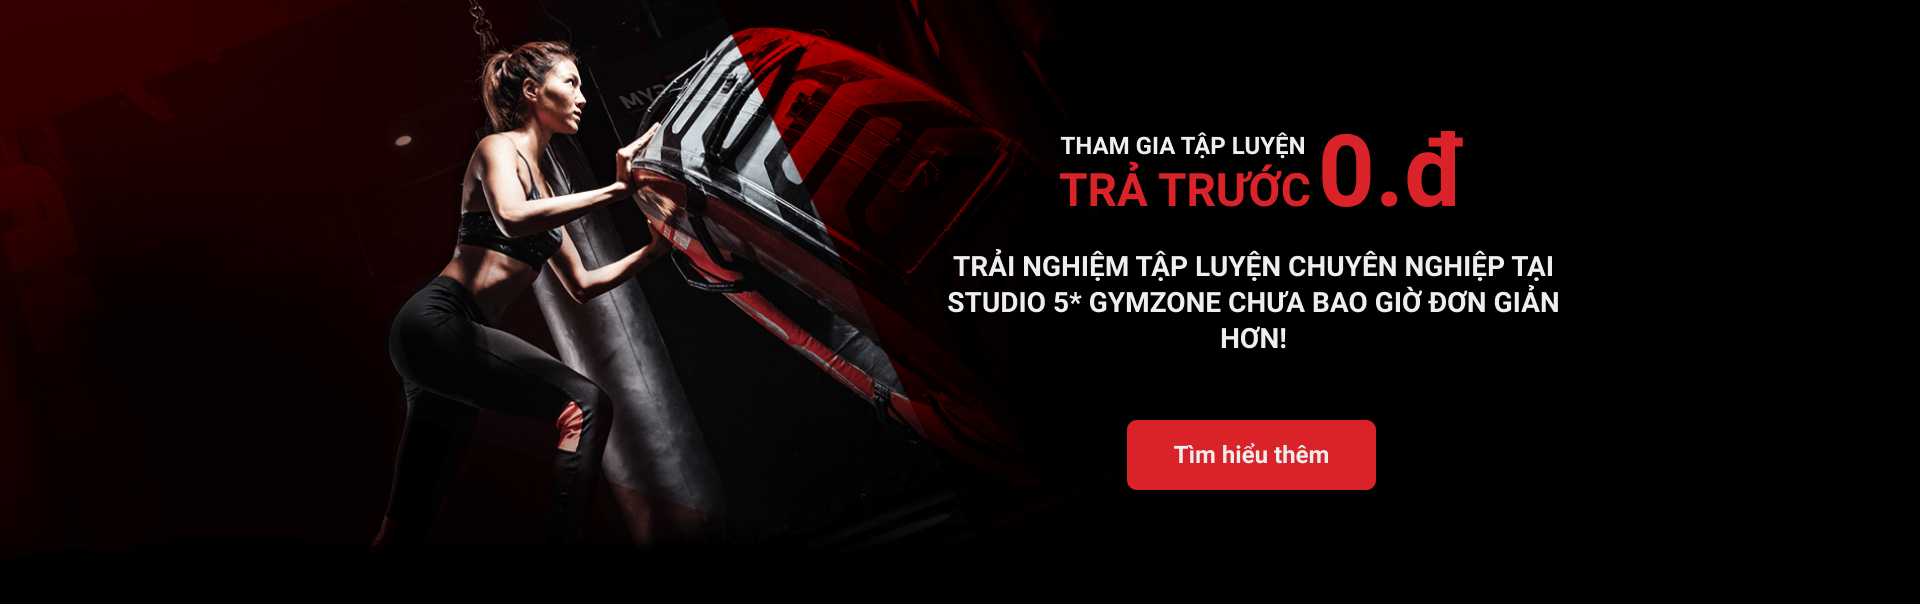 THAM GIA TẬP LUYỆN
TRẢ TRƯỚC 0.đ
TRẢI NGHIỆM TẬP LUYỆN CHUYÊN NGHIỆP TẠI
STUDIO 5* GYMZONE CHƯA BAO GIỜ ĐƠN GIẢN
HƠN!
Tìm hiểu thêm